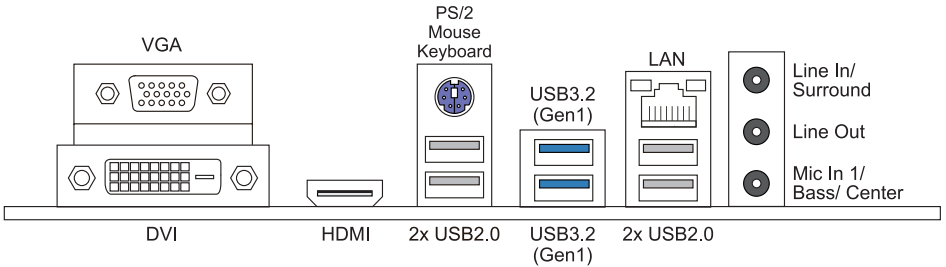 PS/2
Mouse
Keyboard
VGA
LAN
USB3.2
(Gen1)
Line In/
Surround
Line Out
Mic In 1/
Bass/ Center
DVI
HDMI
2x USB2.0
USB3.2
(Gen1)
2x USB2.0